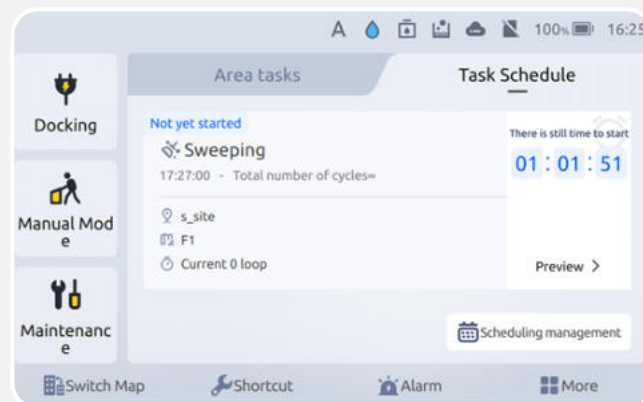 A 100% 16:25
Docking
Manual Mod
e
Maintenanc
e
Area tasks
Task Schedule
Not yet started
Sweeping
17:27:00 - Total number of cycles∞
s_site
F1
Current 0 loop
There is still time to start
01 : 01 : 51
Preview >
Scheduling management
Switch Map
Shortcut
Alarm
More